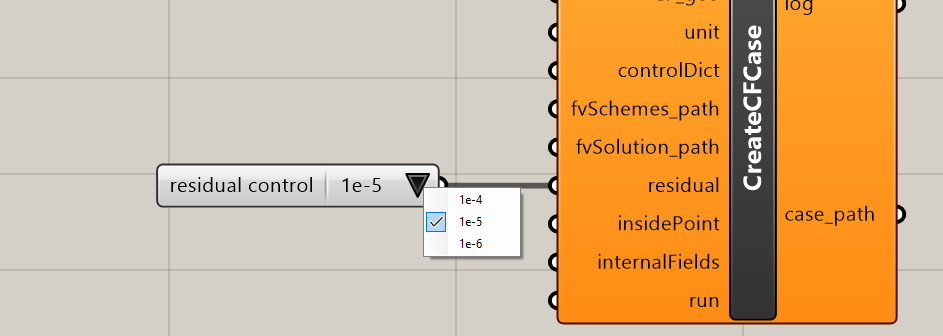 log
unit
controlDict
fvSchemes_path
fvSolution_path
residual control 1e-5
1e-4
1e-5
1e-6
residual
insidePoint
internalFields
run
CreateCFCase
case_path